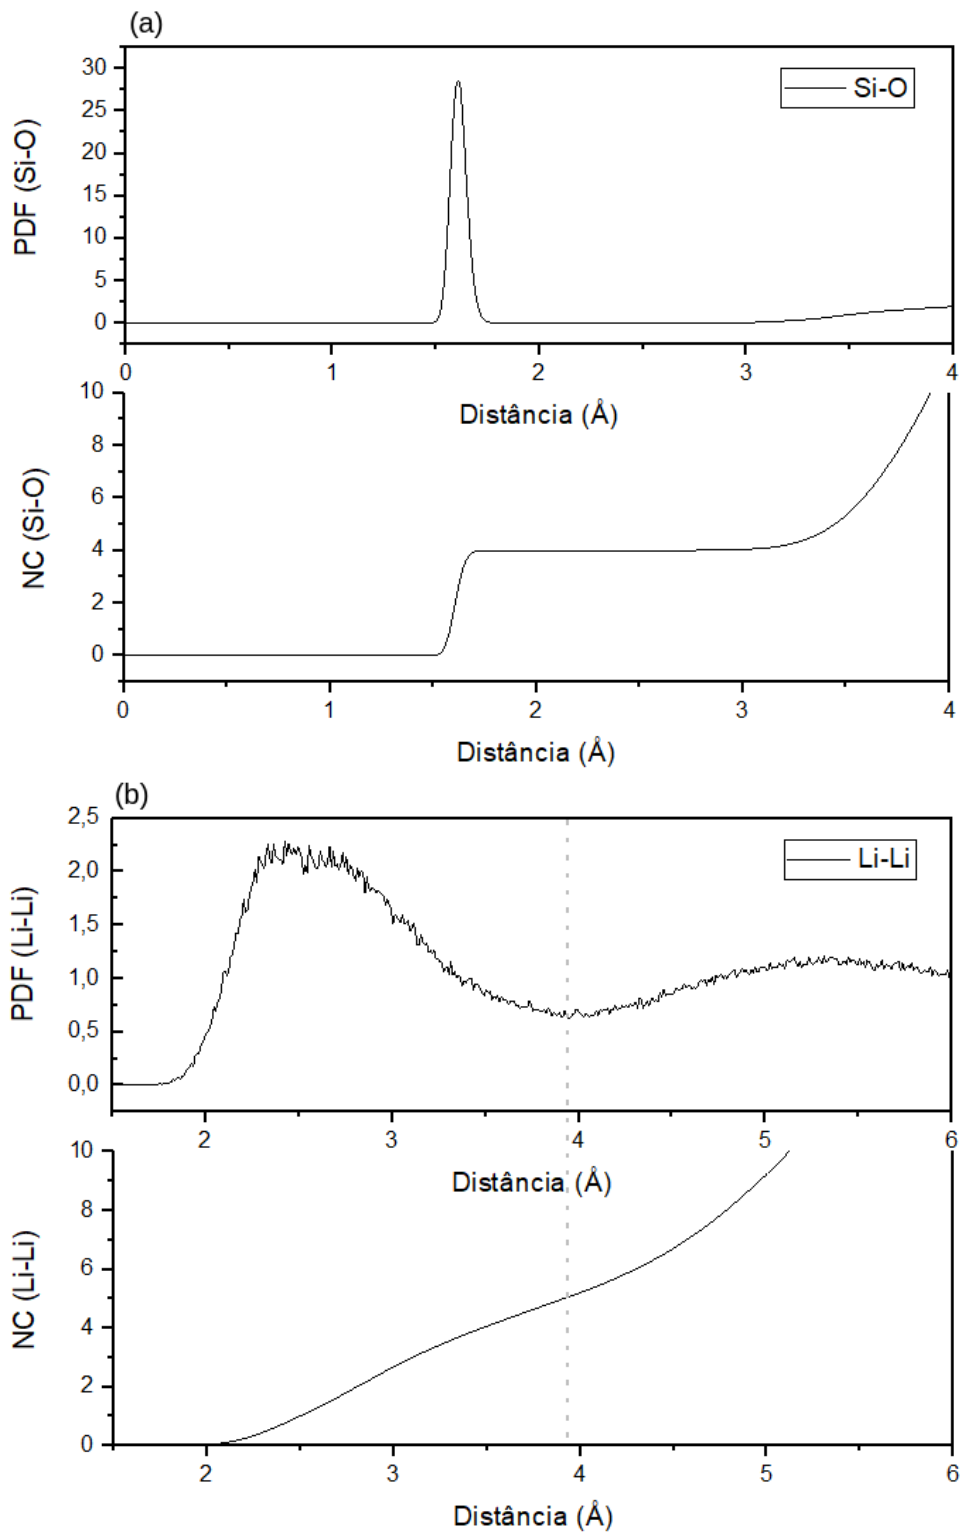 (a)
PDF (Si-O)
30
25
20
15
10
5
0
Si-O
0 1 2 3 4
Distância (Å)
NC (Si-O)
10
8
6
4
2
0
0 1 2 3 4
Distância (Å)
(b)
PDF (Li-Li)
2,5
2,0
1,5
1,0
0,5
0,0
Li-Li
2 3 4 5 6
Distância (Å)
NC (Li-Li)
10
8
6
4
2
0
2 3 4 5 6
Distância (Å)